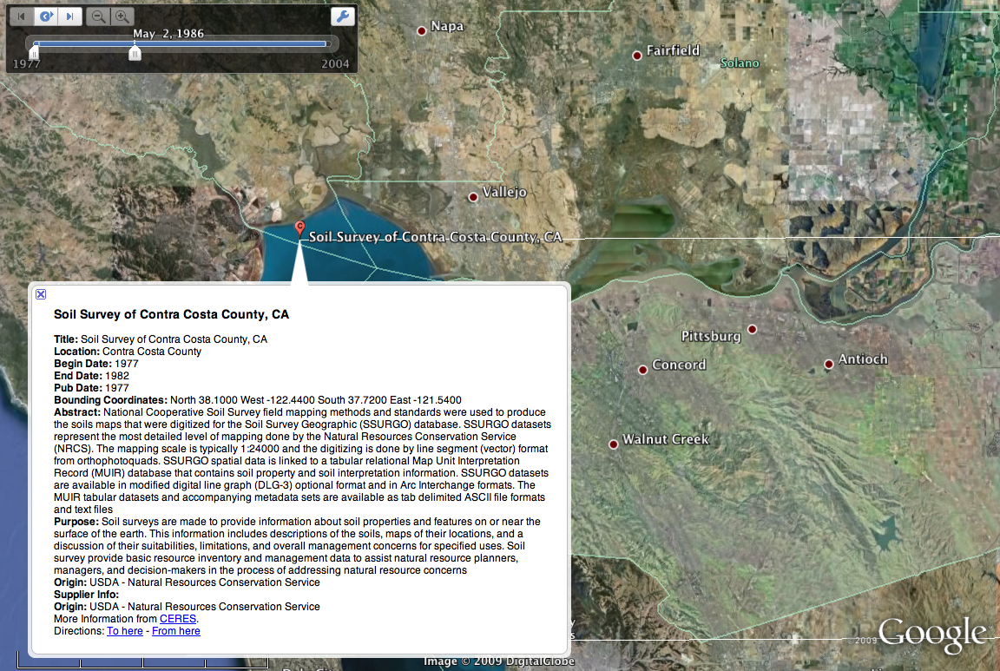 May 2, 1986
1977
2004
Napa
Fairfield
Solano
Vallejo
Soil Survey of Contra Costa County, CA
Soil Survey of Contra Costa County, CA
Title: Soil Survey of Contra Costa County, CA
Location: Contra Costa County
Begin Date: 1977
End Date: 1982
Pub Date: 1977
Bounding Coordinates: North 38.1000 West -122.4400 South 37.7200 East -121.5400
Abstract: National Cooperative Soil Survey field mapping methods and standards were used to produce
the soils maps that were digitized for the Soil Survey Geographic (SSURGO) database. SSURGO datasets
represent the most detailed level of mapping done by the Natural Resources Conservation Service
(NRCS). The mapping scale is typically 1:24000 and the digitizing is done by line segment (vector) format
from orthophotoquads. SSURGO spatial data is linked to a tabular relational Map Unit Interpretation
Record (MUIR) database that contains soil property and soil interpretation information. SSURGO datasets
are available in modified digital line graph (DLG-3) optional format and in Arc Interchange formats. The
MUIR tabular datasets and accompanying metadata sets are available as tab delimited ASCII file formats
and text files
Purpose: Soil surveys are made to provide information about soil properties and features on or near the
surface of the earth. This information includes descriptions of the soils, maps of their locations, and a
discussion of their suitabilities, limitations, and overall management concerns for specified uses. Soil
survey provide basic resource inventory and management data to assist natural resource planners,
managers, and decision-makers in the process of addressing natural resource concerns
Origin: USDA - Natural Resources Conservation Service
Supplier Info:
Origin: USDA - Natural Resources Conservation Service
More Information from CERES.
Directions: To here - From here
Pittsburg
Concord
Antioch
Walnut Creek
© 2009 Google
Image © 2009 DigitalGlobe